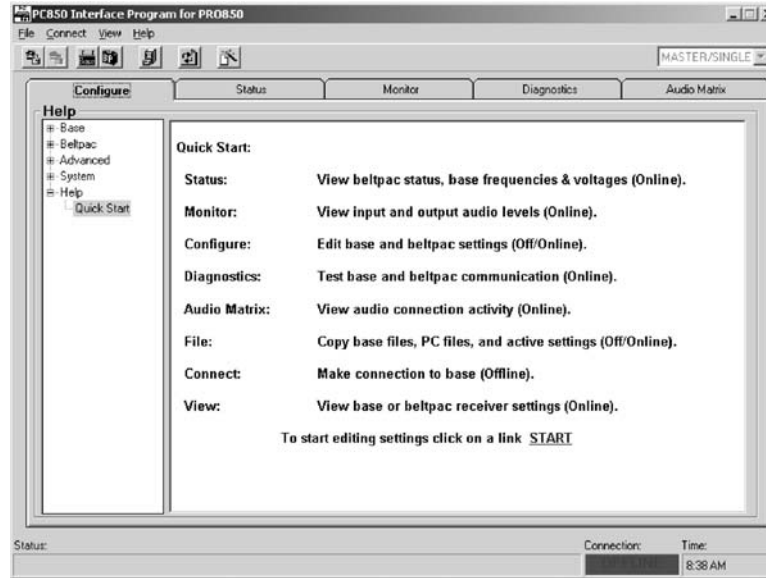 PC850 Interface Program for PRO850
File Connect View Help
MASTER/SINGLE
Configure Status Monitor Diagnostics Audio Matrix
Help
Base
Beltpac
Advanced
System
Help
Quick Start
Quick Start:
Status: View beltpac status, base frequencies & voltages (Online).
Monitor: View input and output audio levels (Online).
Configure: Edit base and beltpac settings (Off/Online).
Diagnostics: Test base and beltpac communication (Online).
Audio Matrix: View audio connection activity (Online).
File: Copy base files, PC files, and active settings (Off/Online).
Connect: Make connection to base (Offline).
View: View base or beltpac receiver settings (Online).
To start editing settings click on a link START
Status: Connection: Time:
OFFLINE 8:38 AM